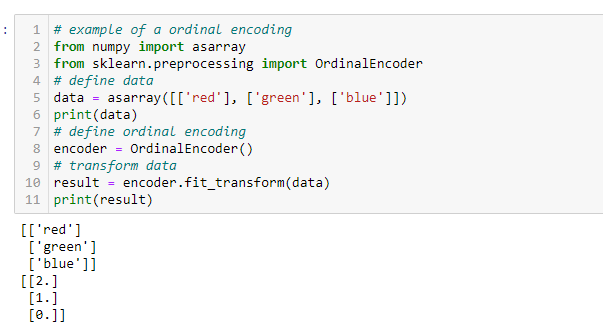 :
1 # example of a ordinal encoding
2 from numpy import asarray
3 from sklearn.preprocessing import OrdinalEncoder
4 # define data
5 data = asarray([['red'], ['green'], ['blue']])
6 print(data)
7 # define ordinal encoding
8 encoder = OrdinalEncoder()
9 # transform data
10 result = encoder.fit_transform(data)
11 print(result)
[['red']
 ['green']
 ['blue']]
[[2.]
 [1.]
 [0.]]